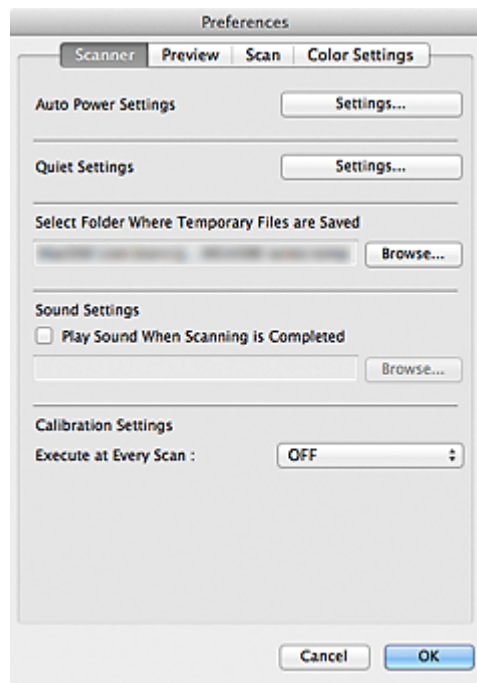 Preferences
Scanner Preview Scan Color Settings
Auto Power Settings Settings...
Quiet Settings Settings...
Select Folder Where Temporary Files are Saved
Browse...
Sound Settings
Play Sound When Scanning is Completed
Browse...
Calibration Settings
Execute at Every Scan : OFF
Cancel OK